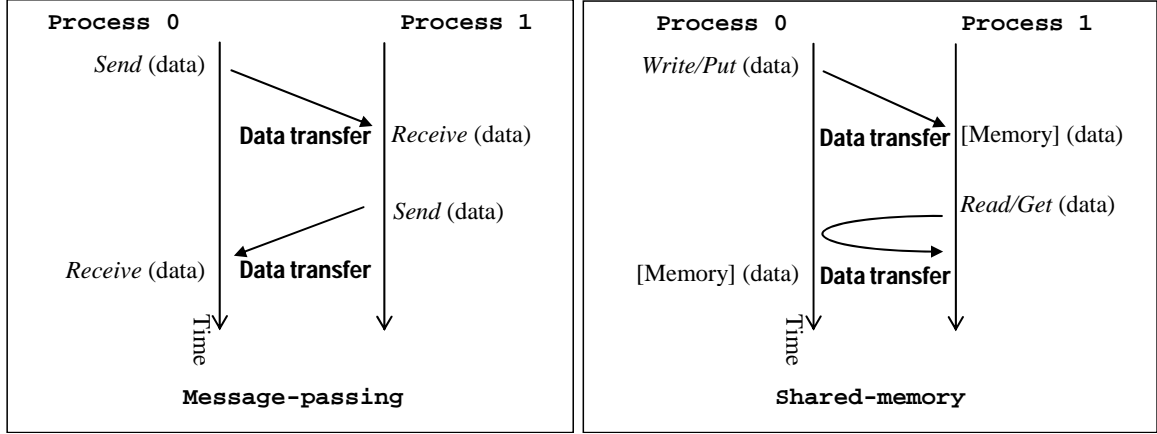 Process 0 Process 1
Send (data)
Data transfer Receive (data)
Send (data)
Receive (data) Data transfer
Time
Message-passing
Process 0 Process 1
Write/Put (data)
Data transfer [Memory] (data)
Read/Get (data)
[Memory] (data) Data transfer
Time
Shared-memory